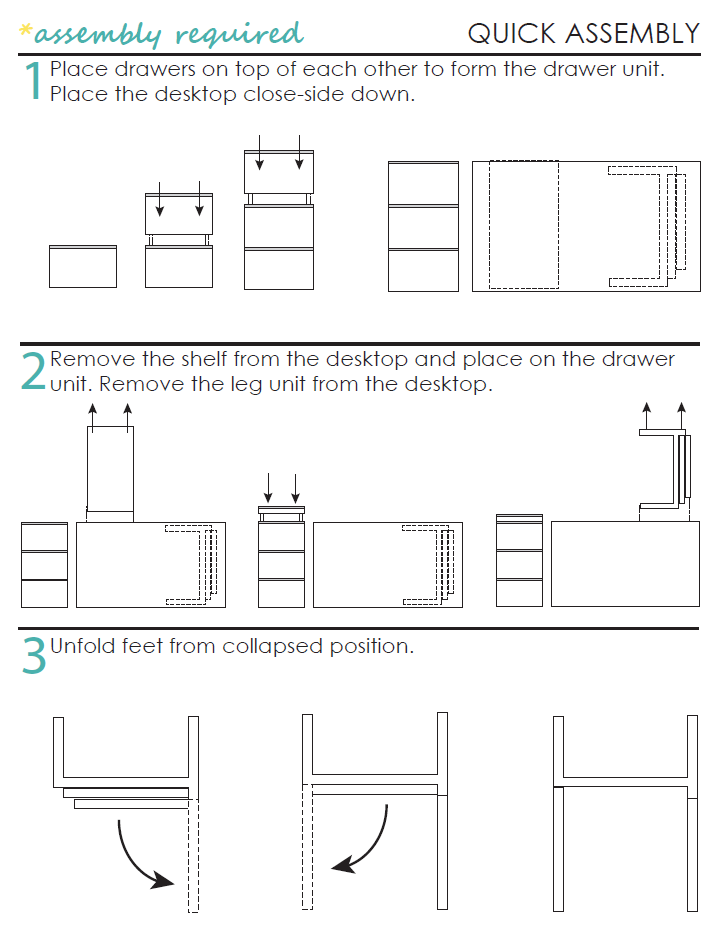 *assembly required
QUICK ASSEMBLY
1
Place drawers on top of each other to form the drawer unit.
Place the desktop close-side down.
2
Remove the shelf from the desktop and place on the drawer
unit. Remove the leg unit from the desktop.
3
Unfold feet from collapsed position.